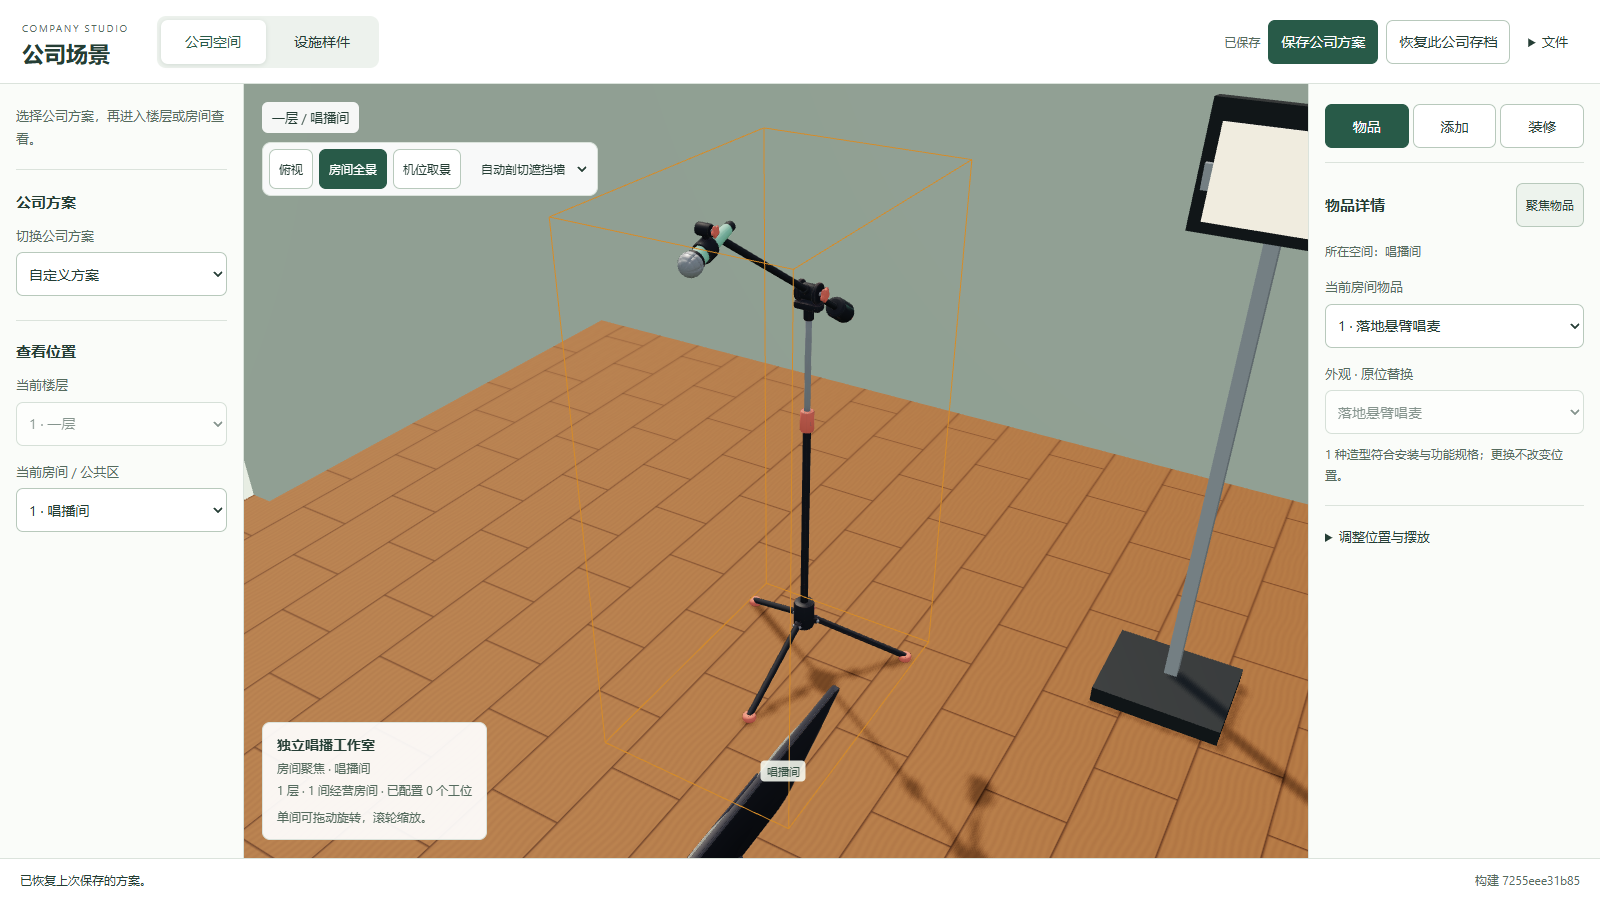 COMPANY STUDIO
公司场景
公司空间
设施样件
已保存
保存公司方案
恢复此公司存档
文件
选择公司方案，再进入楼层或房间查
看。
公司方案
切换公司方案
自定义方案
查看位置
当前楼层
1 · 一层
当前房间 / 公共区
1 · 唱播间
一层 / 唱播间
俯视
房间全景
机位取景
自动剖切遮挡墙
唱播间
独立唱播工作室
房间聚焦 · 唱播间
1 层 · 1 间经营房间 · 已配置 0 个工位
单间可拖动旋转，滚轮缩放。
物品
添加
装修
物品详情
聚焦物品
所在空间：唱播间
当前房间物品
1 · 落地悬臂唱麦
外观 · 原位替换
落地悬臂唱麦
1 种造型符合安装与功能规格；更换不改变位
置。
调整位置与摆放
已恢复上次保存的方案。
构建 7255eee31b85